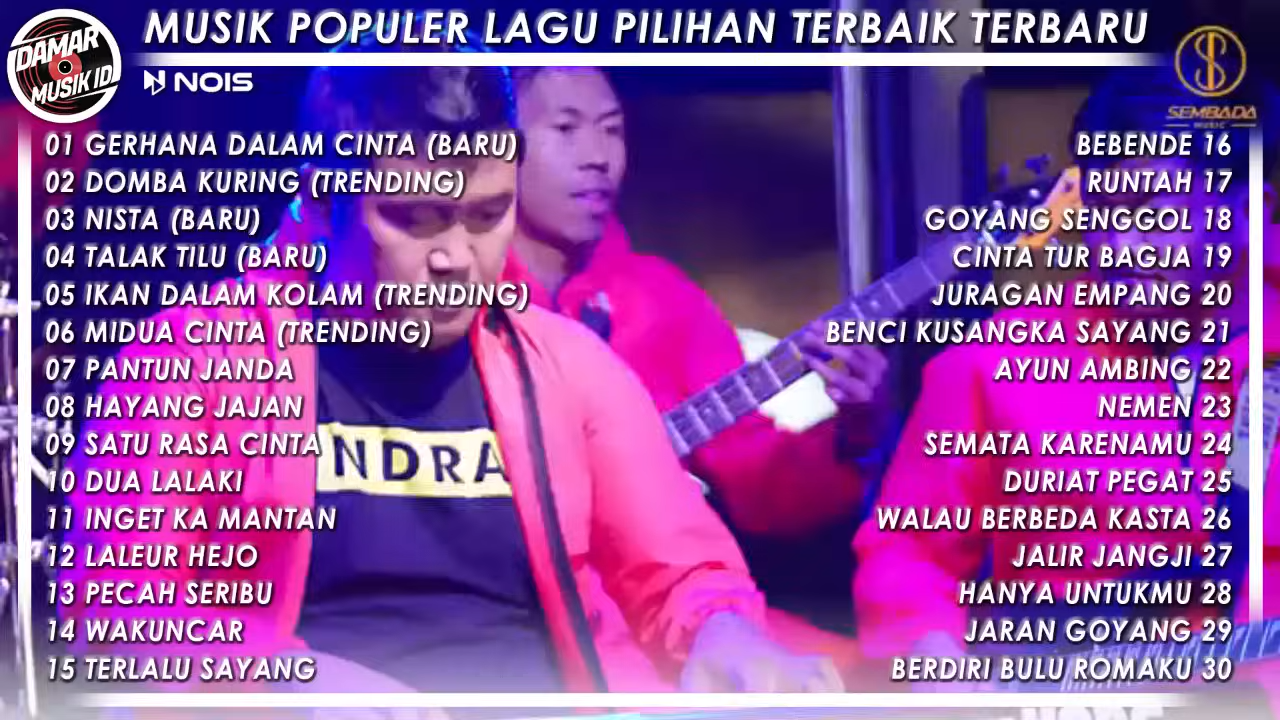 DAMAR
MUSIK ID
MUSIK POPULER LAGU PILIHAN TERBAIK TERBARU
NOIS
SEMBADA
MUSIC
01 GERHANA DALAM CINTA (BARU)
02 DOMBA KURING (TRENDING)
03 NISTA (BARU)
04 TALAK TILU (BARU)
05 IKAN DALAM KOLAM (TRENDING)
06 MIDUA CINTA (TRENDING)
07 PANTUN JANDA
08 HAYANG JAJAN
09 SATU RASA CINTA
10 DUA LALAKI
11 INGET KA MANTAN
12 LALEUR HEJO
13 PECAH SERIBU
14 WAKUNCAR
15 TERLALU SAYANG
BEBENDE 16
RUNTAH 17
GOYANG SENGGOL 18
CINTA TUR BAGJA 19
JURAGAN EMPANG 20
BENCI KUSANGKA SAYANG 21
AYUN AMBING 22
NEMEN 23
SEMATA KARENAMU 24
DURIAT PEGAT 25
WALAU BERBEDA KASTA 26
JALIR JANGJI 27
HANYA UNTUKMU 28
JARAN GOYANG 29
BERDIRI BULU ROMAKU 30
NDRA